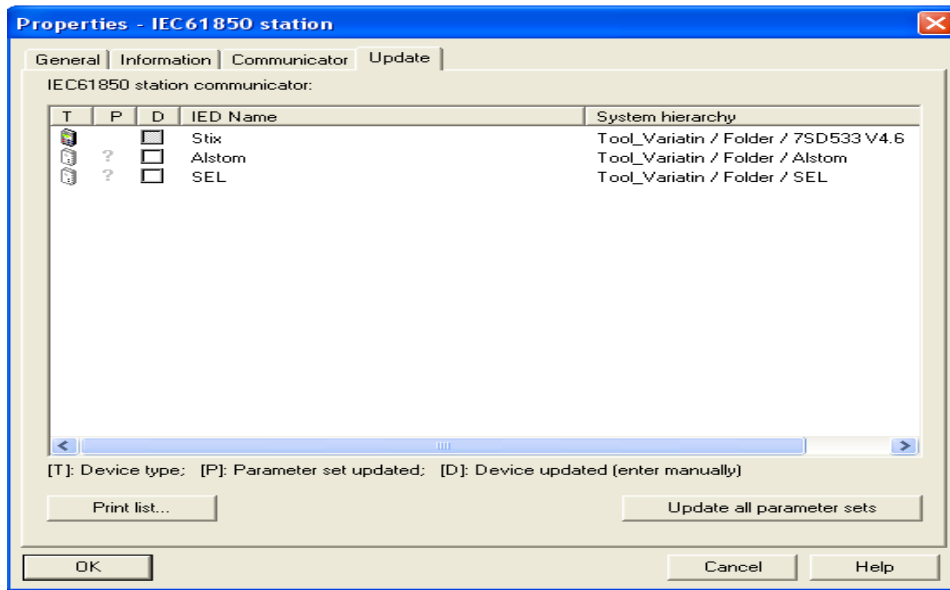 Properties - IEC61850 station
General Information Communicator Update
IEC61850 station communicator:
T P D IED Name System hierarchy
Stix Tool_Variatin / Folder / 7SD533 V4.6
? Alstom Tool_Variatin / Folder / Alstom
? SEL Tool_Variatin / Folder / SEL
[T]: Device type; [P]: Parameter set updated; [D]: Device updated (enter manually)
Print list... Update all parameter sets
OK Cancel Help